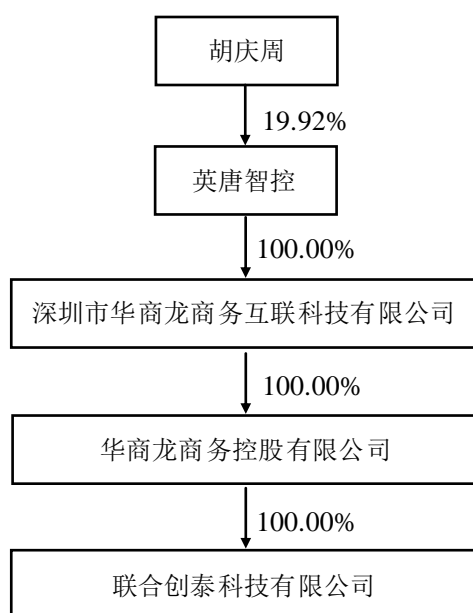 胡庆周
19.92%
英唐智控
100.00%
深圳市华商龙商务互联科技有限公司
100.00%
华商龙商务控股有限公司
100.00%
联合创泰科技有限公司